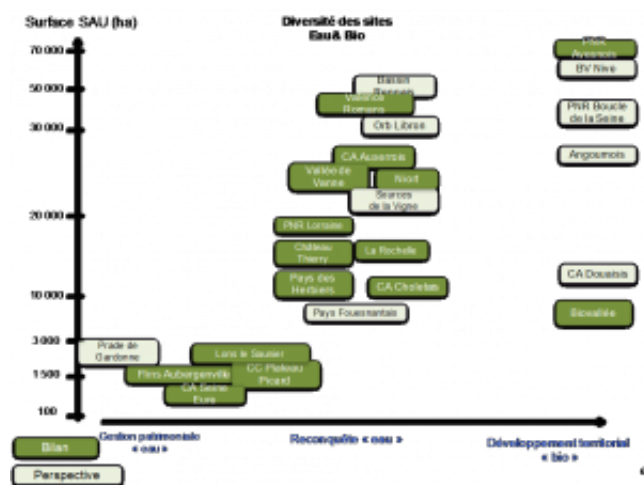 Surface SAU (ha)
Diversité des sites
Eau& Bio
70 000
PNR
Avesnois
BV Nive
50 000
Bassin
Rennais
Valence
Romans
PNR Boucle
de la Seine
30 000
Orb Libron
CA Auxerrois
Angoumois
Vallée de
Vanne
Niort
Sources
de la Vigne
20 000
PNR Lorraine
Château
Thierry
La Rochelle
Pays des
Herbiers
CA Choletais
CA Douaisis
10 000
Pays Fouesnantais
Biovallée
3 000
Prade de
Gardonne
Lons le Saunier
1 500
Flins Aubergenville
CC Plateau
Picard
CA Seine
Eure
100
Gestion patrimoniale
« eau »
Reconquête « eau »
Développement territorial
« bio »
Bilan
Perspective
«